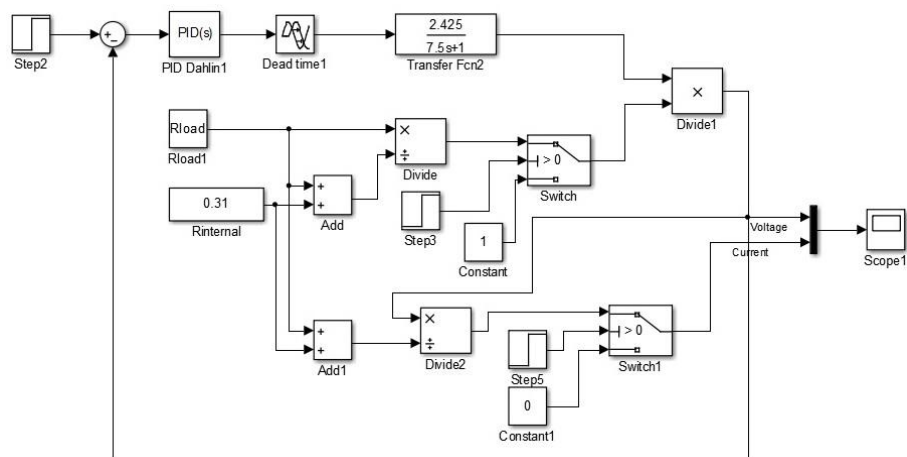 Step2
+
−
PID(s)
PID Dahlin1
Dead time1
2.425
7.5s+1
Transfer Fcn2
×
Divide1
Rload
Rload1
×
÷
Divide
0.31
Rinternal
+
+
Add
Step3
> 0
Switch
1
Constant
Voltage
Current
Scope1
+
+
Add1
×
÷
Divide2
Step5
> 0
Switch1
0
Constant1